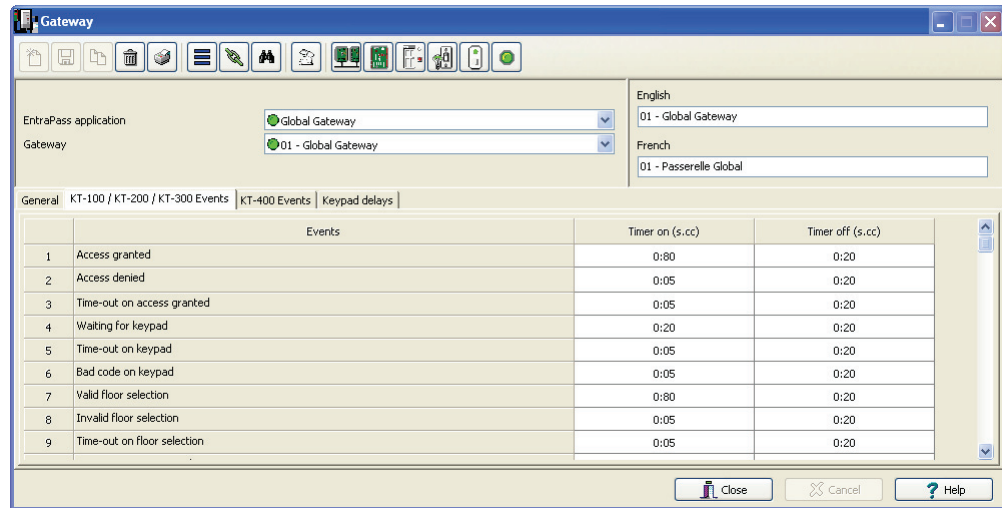 Gateway
English
EntraPass application Global Gateway 01 - Global Gateway
Gateway 01 - Global Gateway French
01 - Passerelle Global
General KT-100 / KT-200 / KT-300 Events KT-400 Events Keypad delays
Events Timer on (s.cc) Timer off (s.cc)
1 Access granted 0:80 0:20
2 Access denied 0:05 0:20
3 Time-out on access granted 0:05 0:20
4 Waiting for keypad 0:20 0:20
5 Time-out on keypad 0:05 0:20
6 Bad code on keypad 0:05 0:20
7 Valid floor selection 0:80 0:20
8 Invalid floor selection 0:05 0:20
9 Time-out on floor selection 0:05 0:20
Close Cancel ? Help